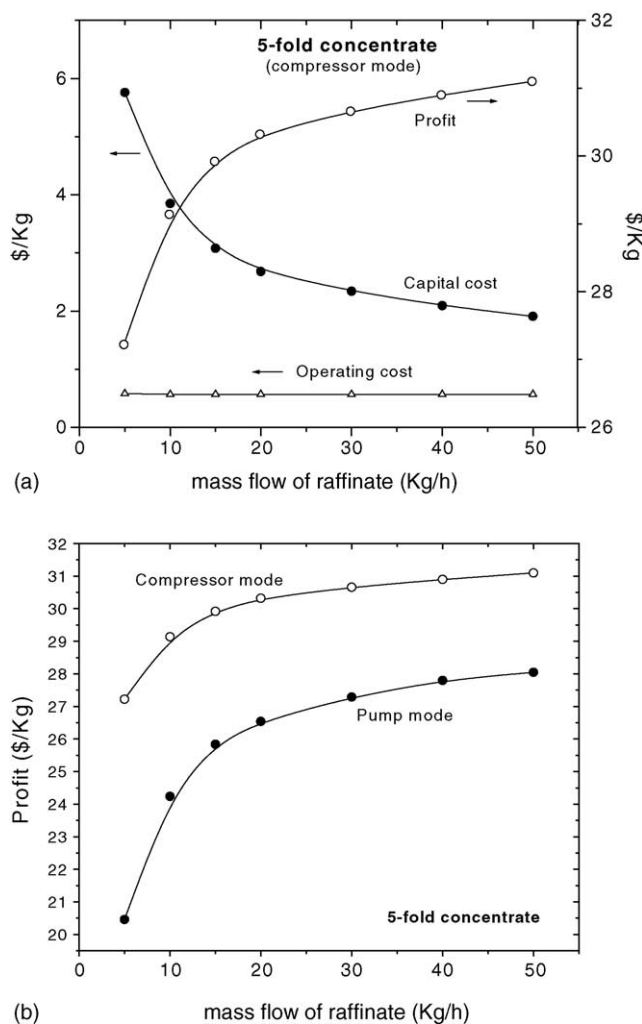 5-fold concentrate
(compressor mode)
Profit
Capital cost
Operating cost
$/Kg
6
4
2
0
$/Kg
32
30
28
26
0 10 20 30 40 50
(a)
mass flow of raffinate (Kg/h)
Compressor mode
Pump mode
5-fold concentrate
Profit ($/Kg)
32
31
30
29
28
27
26
25
24
23
22
21
20
0 10 20 30 40 50
(b)
mass flow of raffinate (Kg/h)